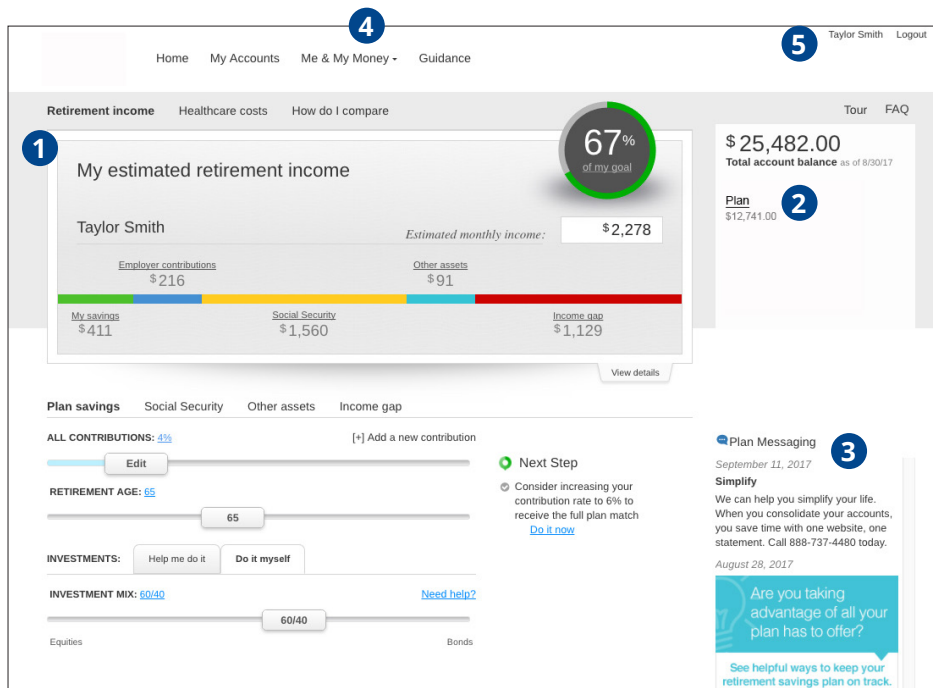 4
5
Taylor Smith Logout
Home My Accounts Me & My Money Guidance
Retirement income Healthcare costs How do I compare
Tour FAQ
1
67%
of my goal
My estimated retirement income
Taylor Smith
Estimated monthly income: $2,278
Employer contributions
$216
Other assets
$91
My savings
$411
Social Security
$1,560
Income gap
$1,129
View details
$25,482.00
Total account balance as of 8/30/17
Plan
$12,741.00
2
Plan savings Social Security Other assets Income gap
ALL CONTRIBUTIONS: 4% [+] Add a new contribution
Edit
RETIREMENT AGE: 65
65
INVESTMENTS: Help me do it Do it myself
INVESTMENT MIX: 60/40 Need help?
60/40
Equities Bonds
Next Step
Consider increasing your
contribution rate to 6% to
receive the full plan match
Do it now
Plan Messaging
3
September 11, 2017
Simplify
We can help you simplify your life.
When you consolidate your accounts,
you save time with one website, one
statement. Call 888-737-4480 today.
August 28, 2017
Are you taking
advantage of all your
plan has to offer?
See helpful ways to keep your
retirement savings plan on track.